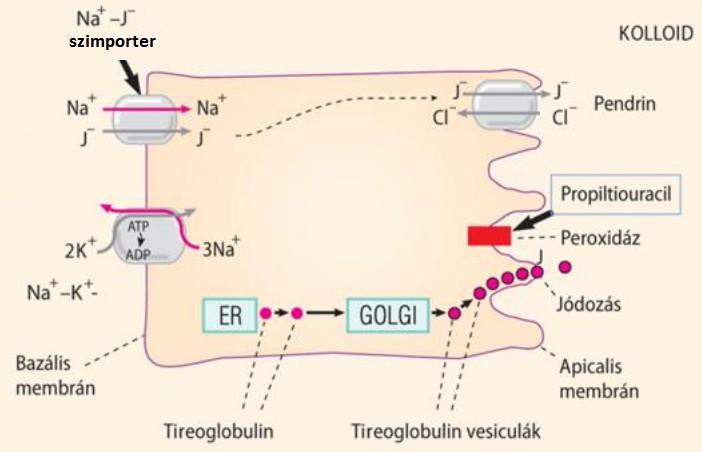 Na⁺ –J⁻
szimporter
KOLLOID
Na⁺
Na⁺
J⁻
J⁻
J⁻
J⁻
Cl⁻
Cl⁻
Pendrin
Propiltiouracil
Peroxidáz
ATP
ADP
2K⁺
3Na⁺
Na⁺–K⁺-
J
Jódozás
ER
GOLGI
Bazális
membrán
Apicalis
membrán
Tireoglobulin
Tireoglobulin vesiculák